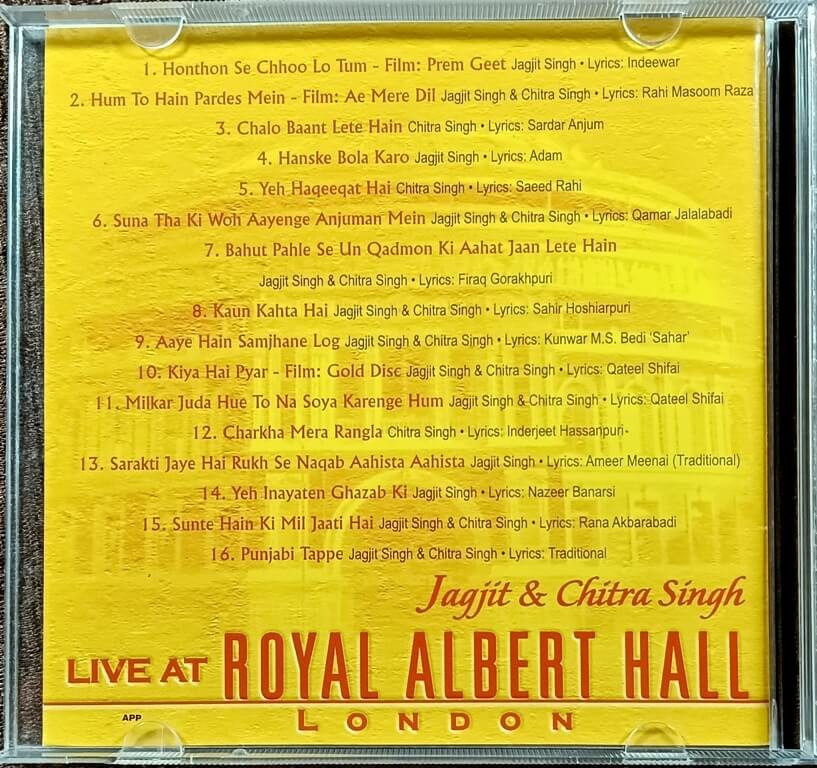 1. Honthon Se Chhoo Lo Tum - Film: Prem Geet Jagjit Singh • Lyrics: Indeewar
2. Hum To Hain Pardes Mein - Film: Ae Mere Dil Jagjit Singh & Chitra Singh • Lyrics: Rahi Masoom Raza
3. Chalo Baant Lete Hain Chitra Singh • Lyrics: Sardar Anjum
4. Hanske Bola Karo Jagjit Singh • Lyrics: Adam
5. Yeh Haqeeqat Hai Chitra Singh • Lyrics: Saeed Rahi
6. Suna Tha Ki Woh Aayenge Anjuman Mein Jagjit Singh & Chitra Singh • Lyrics: Qamar Jalalabadi
7. Bahut Pahle Se Un Qadmon Ki Aahat Jaan Lete Hain
Jagjit Singh & Chitra Singh • Lyrics: Firaq Gorakhpuri
8. Kaun Kahta Hai Jagjit Singh & Chitra Singh • Lyrics: Sahir Hoshiarpuri
9. Aaye Hain Samjhane Log Jagjit Singh & Chitra Singh • Lyrics: Kunwar M.S. Bedi ‘Sahar’
10. Kiya Hai Pyar - Film: Gold Disc Jagjit Singh & Chitra Singh • Lyrics: Qateel Shifai
11. Milkar Juda Hue To Na Soya Karenge Hum Jagjit Singh & Chitra Singh • Lyrics: Qateel Shifai
12. Charkha Mera Rangla Chitra Singh • Lyrics: Inderjeet Hassanpuri
13. Sarakti Jaye Hai Rukh Se Naqab Aahista Aahista Jagjit Singh • Lyrics: Ameer Meenai (Traditional)
14. Yeh Inayaten Ghazab Ki Jagjit Singh • Lyrics: Nazeer Banarsi
15. Sunte Hain Ki Mil Jaati Hai Jagjit Singh & Chitra Singh • Lyrics: Rana Akbarabadi
16. Punjabi Tappe Jagjit Singh & Chitra Singh • Lyrics: Traditional
Jagjit & Chitra Singh
LIVE AT ROYAL ALBERT HALL
APP
LONDON